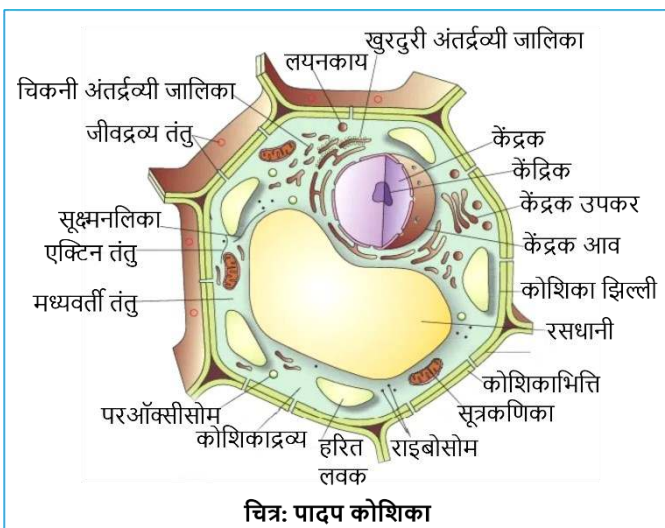 खुरदुरी अंतर्द्रव्यी जालिका
लयनकाय
चिकनी अंतर्द्रव्यी जालिका
जीवद्रव्य तंतु
केंद्रक
केंद्रिक
सूक्ष्मनलिका
केंद्रक उपकर
एक्टिन तंतु
केंद्रक आव
मध्यवर्ती तंतु
कोशिका झिल्ली
रसधानी
कोशिकाभित्ति
परऑक्सीसोम
सूत्रकणिका
कोशिकाद्रव्य
हरित
लवक
राइबोसोम
चित्र: पादप कोशिका